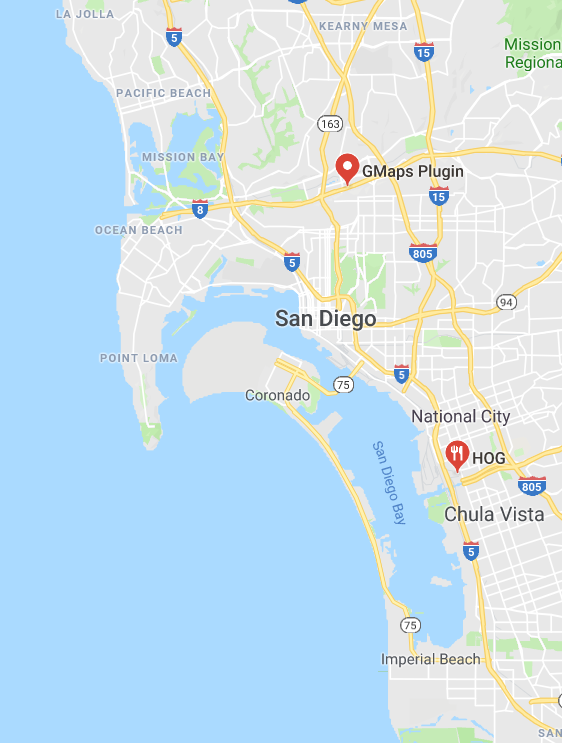 LA JOLLA
5
KEARNY MESA
15
Mission
Regiona
PACIFIC BEACH
163
MISSION BAY
GMaps Plugin
15
8
OCEAN BEACH
805
5
94
San Diego
POINT LOMA
5
75
Coronado
National City
San Diego Bay
HOG
805
Chula Vista
5
75
Imperial Beach
SAN